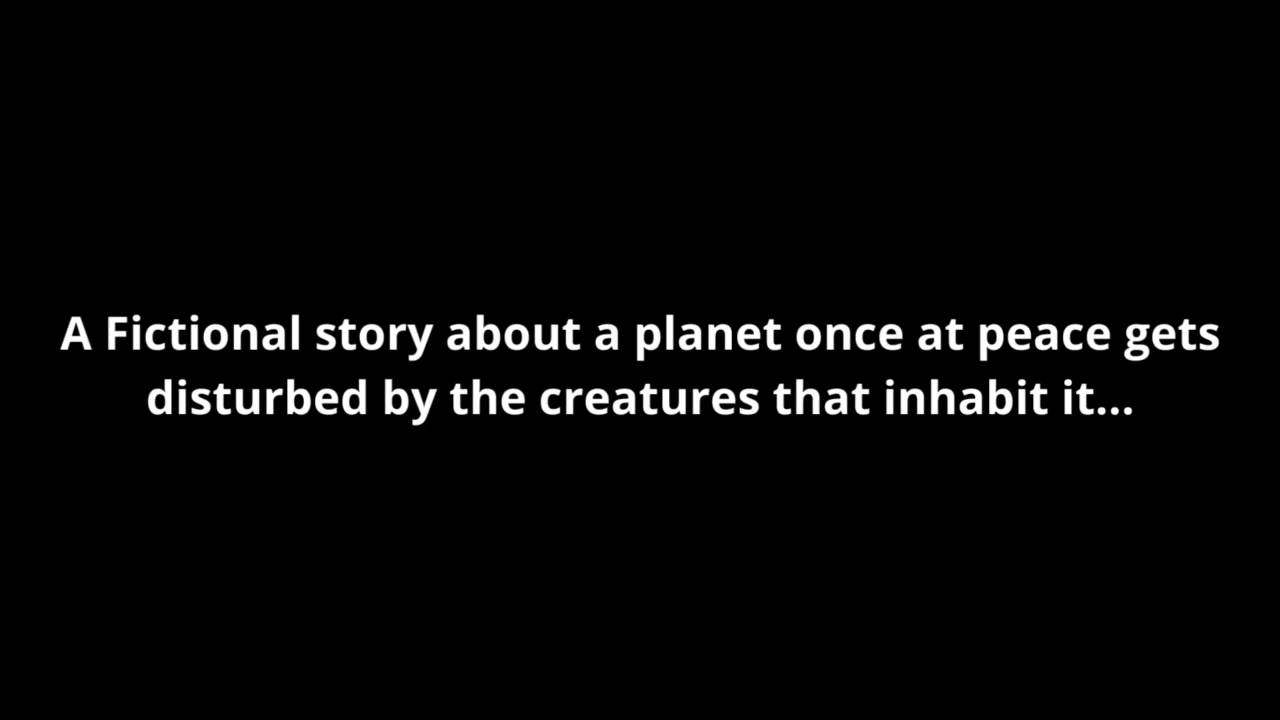 A Fictional story about a planet once at peace gets
disturbed by the creatures that inhabit it...